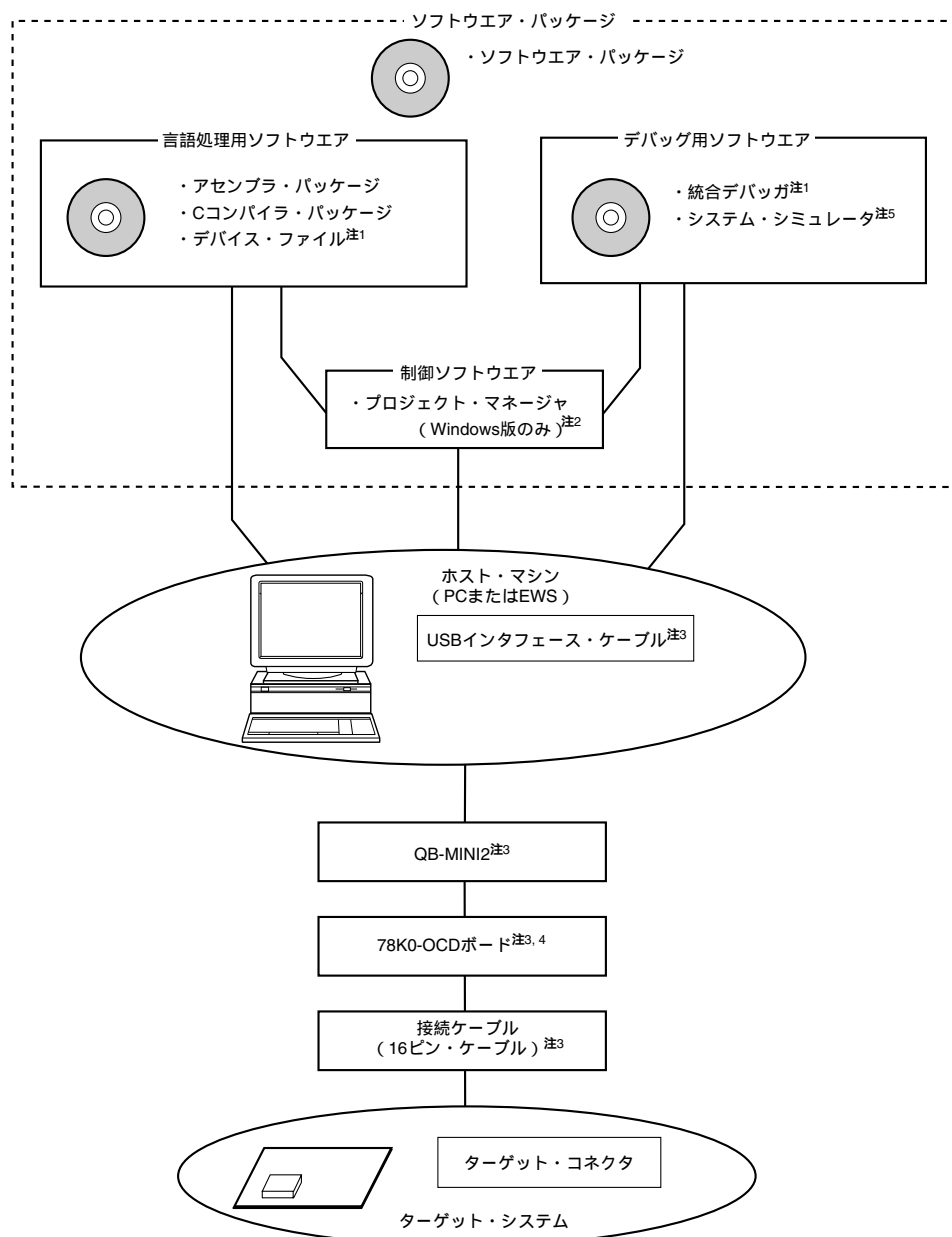 ソフトウエア・パッケージ
・ソフトウエア・パッケージ
言語処理用ソフトウエア
・アセンブラ・パッケージ
・Cコンパイラ・パッケージ
・デバイス・ファイル注1
デバッグ用ソフトウエア
・統合デバッガ注1
・システム・シミュレータ注5
制御ソフトウエア
・プロジェクト・マネージャ
(Windows版のみ)注2
ホスト・マシン
(PCまたはEWS)
USBインタフェース・ケーブル注3
QB-MINI2注3
78K0-OCDボード注3, 4
接続ケーブル
(16ピン・ケーブル)注3
ターゲット・コネクタ
ターゲット・システム